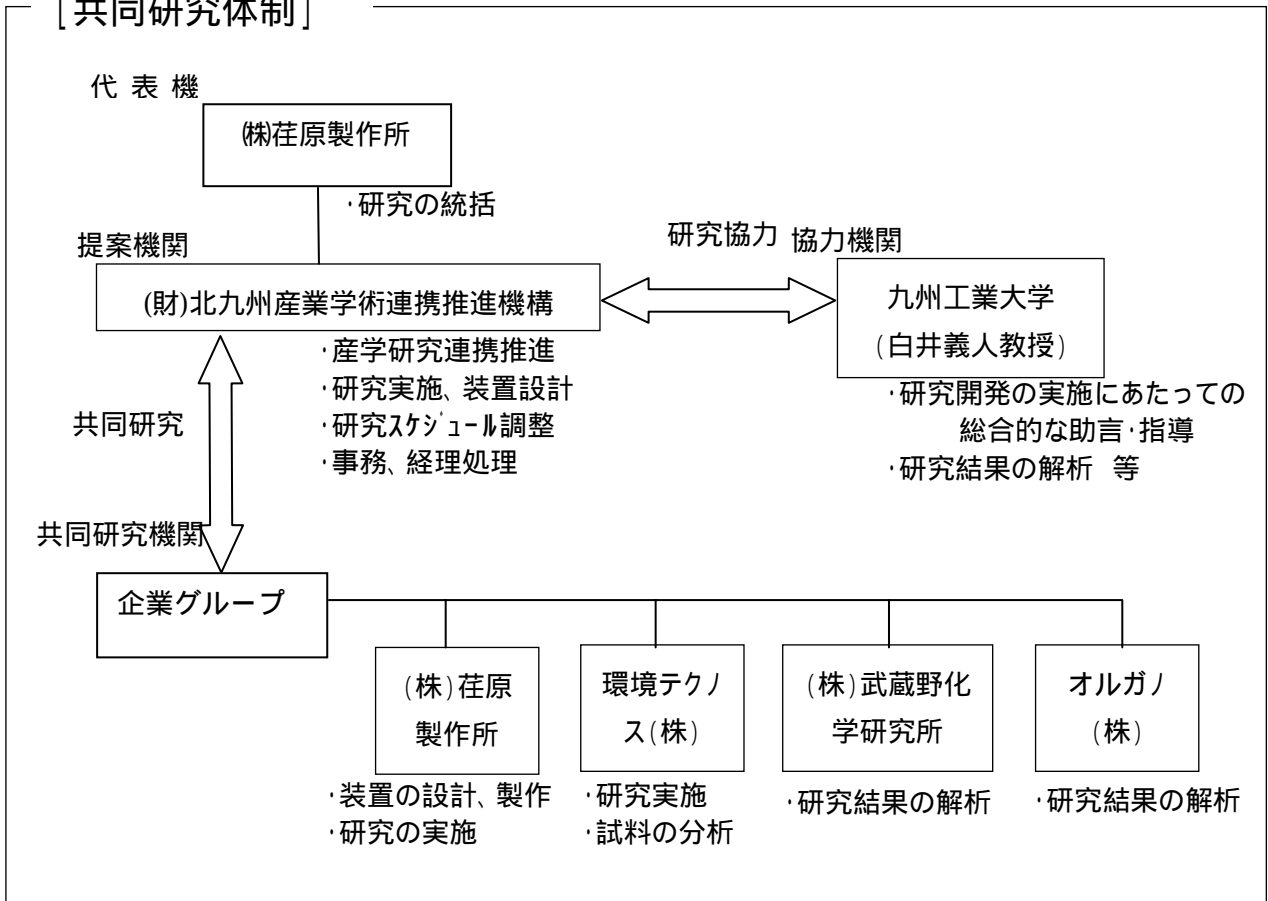 [共同研究体制]
代 表 機
㈱荏原製作所
･研究の統括
提案機関
(財)北九州産業学術連携推進機構
･産学研究連携推進
･研究実施、装置設計
･研究ｽｹｼﾞｭｰﾙ調整
･事務、経理処理
研究協力
協力機関
九州工業大学
(白井義人教授)
･研究開発の実施にあたっての
総合的な助言･指導
･研究結果の解析 等
共同研究
共同研究機関
企業グループ
(株)荏原
製作所
･装置の設計、製作
･研究の実施
環境テクノ
ス(株)
･研究実施
･試料の分析
(株)武蔵野化
学研究所
･研究結果の解析
オルガノ
(株)
･研究結果の解析